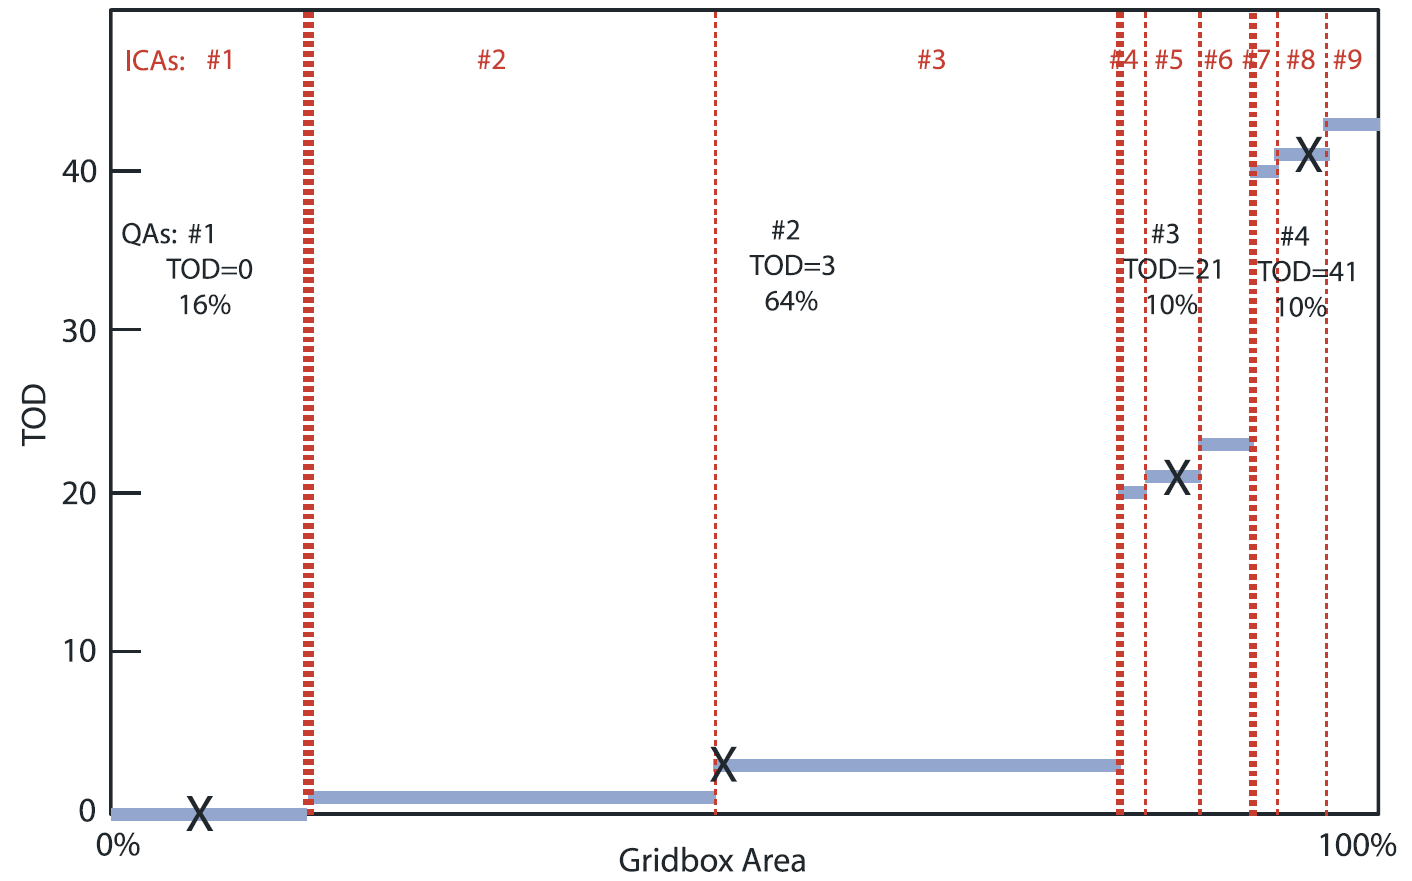 ICAs: #1 #2 #3 #4 #5 #6 #7 #8 #9
40
QAs: #1
TOD=0
16%
#2
TOD=3
64%
#3
TOD=21
10%
#4
TOD=41
10%
30
TOD
20
10
0
0%
100%
Gridbox Area
X
X
X
X